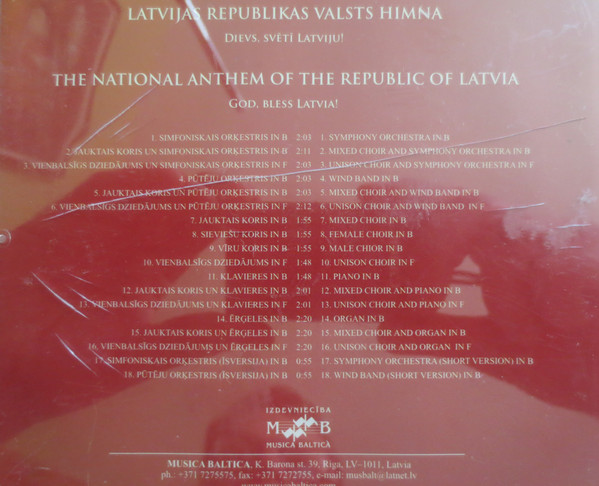 LATVIJAS REPUBLIKAS VALSTS HIMNA
DIEVS, SVĒTĪ LATVIJU!
THE NATIONAL ANTHEM OF THE REPUBLIC OF LATVIA
GOD, BLESS LATVIA!
1. SIMFONISKAIS ORĶESTRIS IN B 2:03 1. SYMPHONY ORCHESTRA IN B
2. JAUKTAIS KORIS UN SIMFONISKAIS ORĶESTRIS IN B 2:11 2. MIXED CHOIR AND SYMPHONY ORCHESTRA IN B
3. VIENBALSĪGS DZIEDĀJUMS UN SIMFONISKAIS ORĶESTRIS IN F 2:03 3. UNISON CHOIR AND SYMPHONY ORCHESTRA IN F
4. PŪTĒJU ORĶESTRIS IN B 2:03 4. WIND BAND IN B
5. JAUKTAIS KORIS UN PŪTĒJU ORĶESTRIS IN B 2:03 5. MIXED CHOIR AND WIND BAND IN B
6. VIENBALSĪGS DZIEDĀJUMS UN PŪTĒJU ORĶESTRIS IN F 2:12 6. UNISON CHOIR AND WIND BAND IN F
7. JAUKTAIS KORIS IN B 1:55 7. MIXED CHOIR IN B
8. SIEVIEŠU KORIS IN B 1:55 8. FEMALE CHOIR IN B
9. VĪRU KORIS IN B 1:55 9. MALE CHIOR IN B
10. VIENBALSĪGS DZIEDĀJUMS IN F 1:48 10. UNISON CHOIR IN F
11. KLAVIERES IN B 1:48 11. PIANO IN B
12. JAUKTAIS KORIS UN KLAVIERES IN B 2:01 12. MIXED CHOIR AND PIANO IN B
13. VIENBALSĪGS DZIEDĀJUMS UN KLAVIERES IN F 2:01 13. UNISON CHOIR AND PIANO IN F
14. ĒRĢELES IN B 2:20 14. ORGAN IN B
15. JAUKTAIS KORIS UN ĒRĢELES IN B 2:20 15. MIXED CHOIR AND ORGAN IN B
16. VIENBALSĪGS DZIEDĀJUMS UN ĒRĢELES IN F 2:20 16. UNISON CHOIR AND ORGAN IN F
17. SIMFONISKAIS ORĶESTRIS (ĪSVERSIJA) IN B 0:55 17. SYMPHONY ORCHESTRA (SHORT VERSION) IN B
18. PŪTĒJU ORĶESTRIS (ĪSVERSIJA) IN B 0:55 18. WIND BAND (SHORT VERSION) IN B
IZDEVNIECĪBA
M B
MUSICA BALTICA
MUSICA BALTICA, K. Barona st. 39, Riga, LV–1011, Latvia
ph.: +371 7275575, fax: +371 7272755, e-mail: musbalt@latnet.lv
www.musicabaltica.com